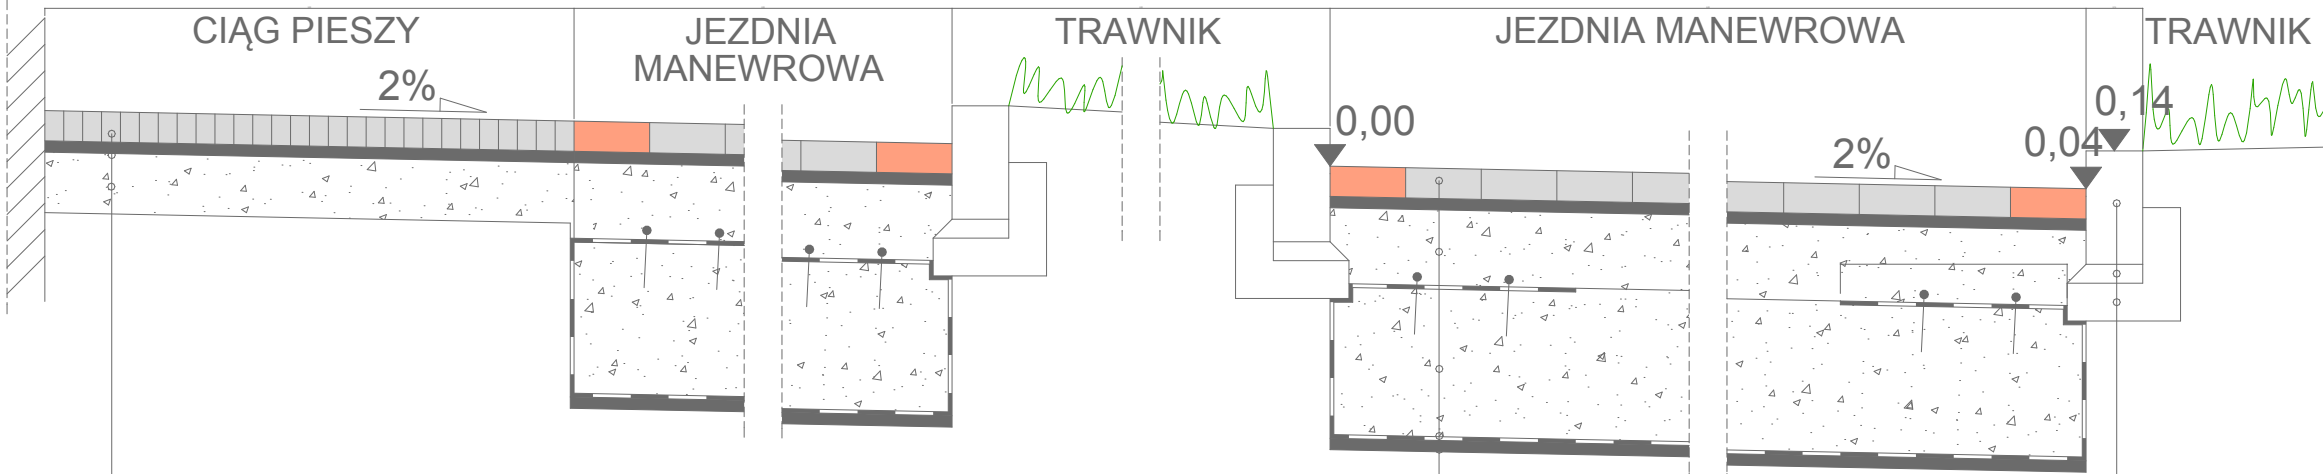 CIĄG PIESZY
JEZDNIA
MANEWROWA
TRAWNIK
JEZDNIA MANEWROWA
TRAWNIK
2%
0,00
2%
0,14
0,04